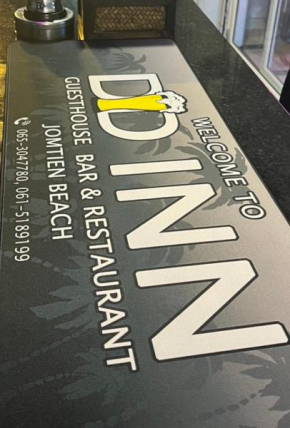 WELCOME TO
DD INN
GUESTHOUSE BAR & RESTAURANT
JOMTIEN BEACH
065-3047780, 061-5189199